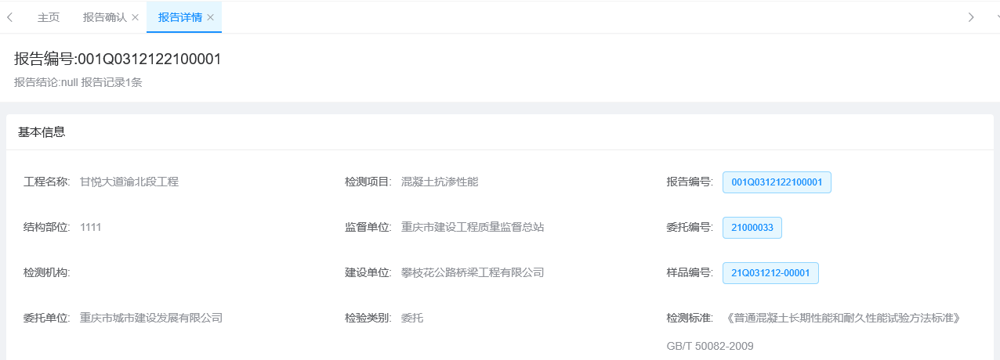 主页 报告确认 报告详情
报告编号:001Q0312122100001
报告结论:null 报告记录1条
基本信息
工程名称: 甘悦大道渝北段工程 检测项目: 混凝土抗渗性能 报告编号: 001Q0312122100001
结构部位: 1111 监督单位: 重庆市建设工程质量监督总站 委托编号: 21000033
检测机构: 建设单位: 攀枝花公路桥梁工程有限公司 样品编号: 21Q031212-00001
委托单位: 重庆市城市建设发展有限公司 检验类别: 委托 检测标准: 《普通混凝土长期性能和耐久性能试验方法标准》
GB/T 50082-2009